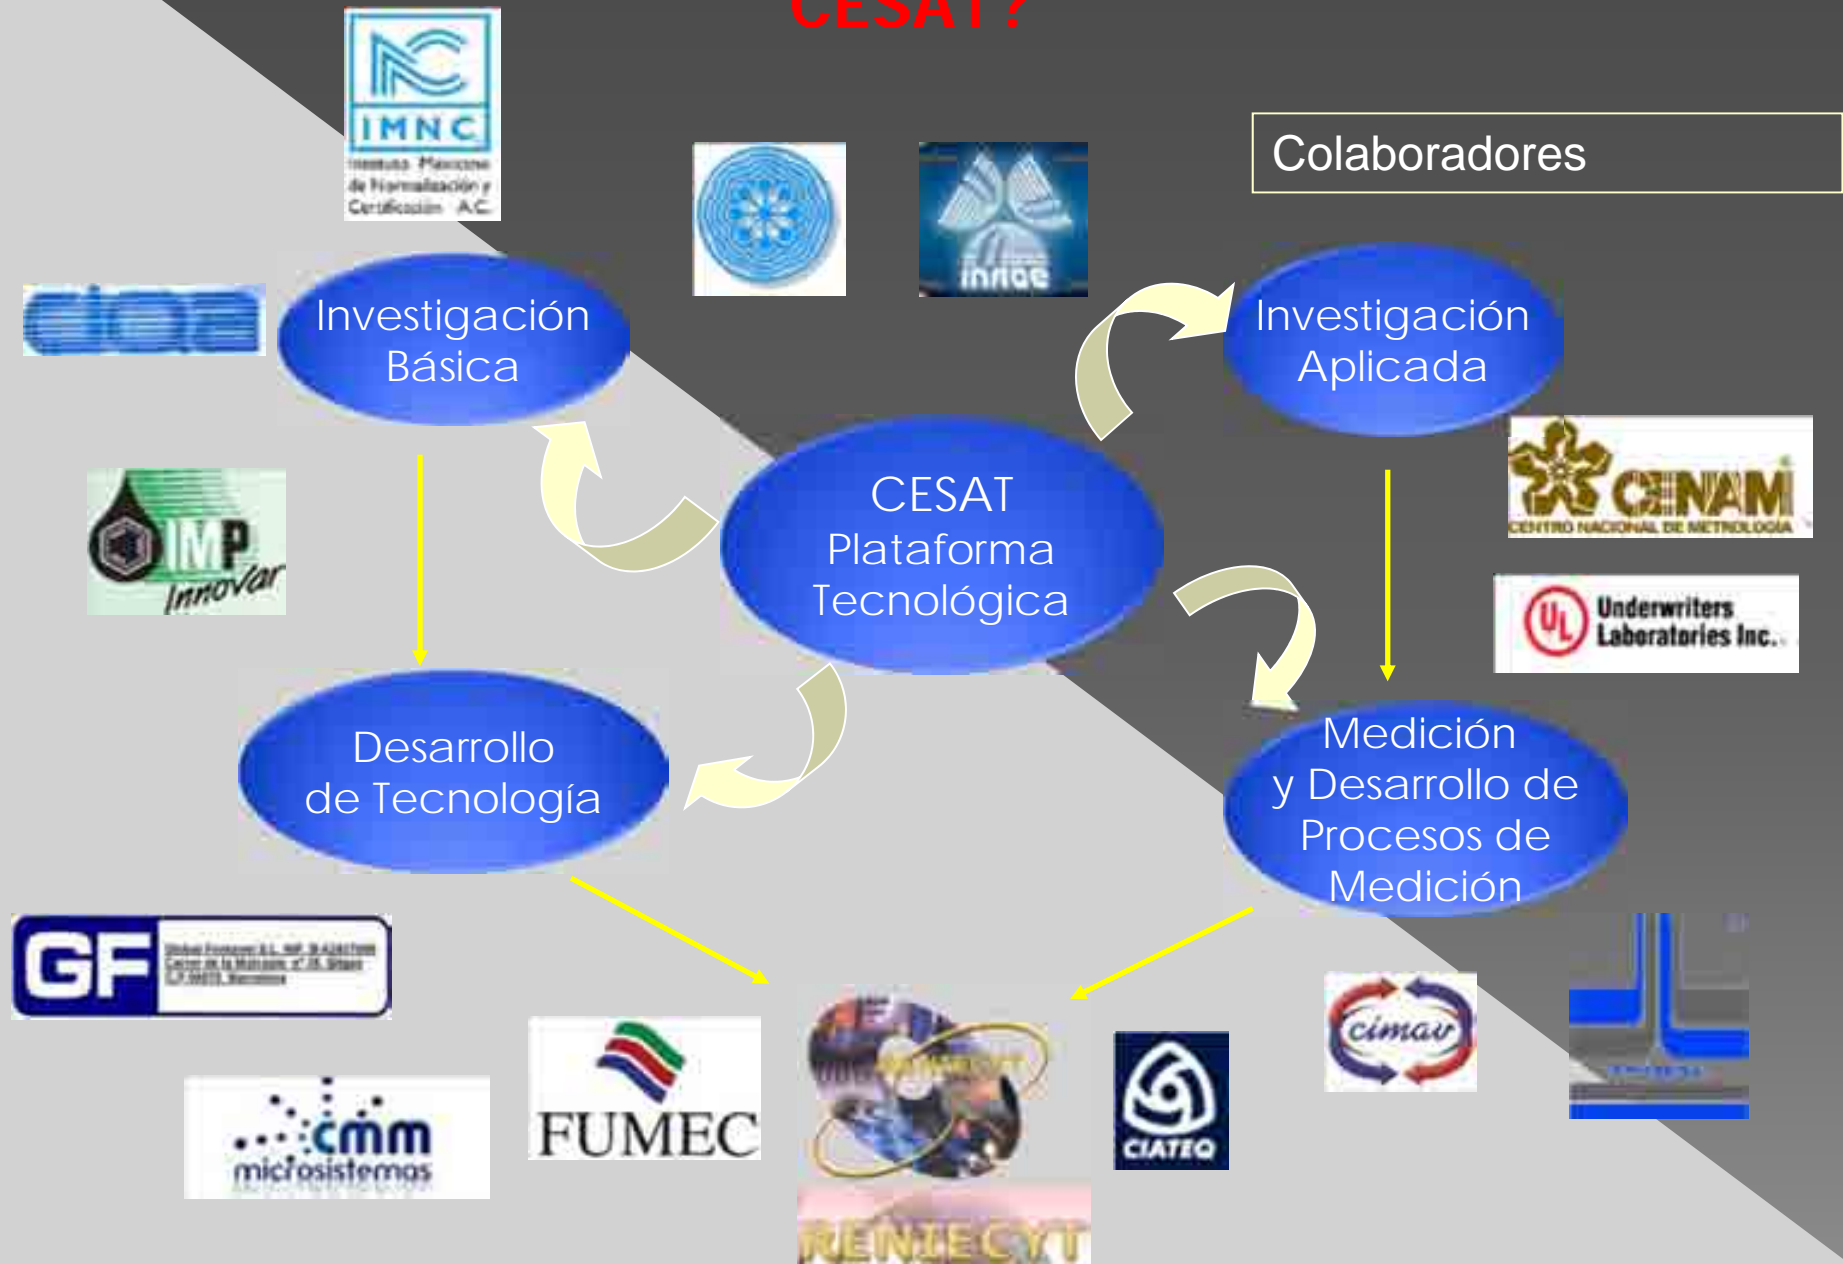 CESAT?
IMNC
Instituto Mexicano
de Normalización y
Certificación A.C.
Colaboradores
inaoe
ciqa
Investigación
Básica
Investigación
Aplicada
CENAM
CENTRO NACIONAL DE METROLOGIA
CESAT
Plataforma
Tecnológica
IMP
Innovar
UL
Underwriters
Laboratories Inc.
Desarrollo
de Tecnología
Medición
y Desarrollo de
Procesos de
Medición
GF
cimav
FUMEC
CIATEQ
cmm
microsistemas
RENIECYT